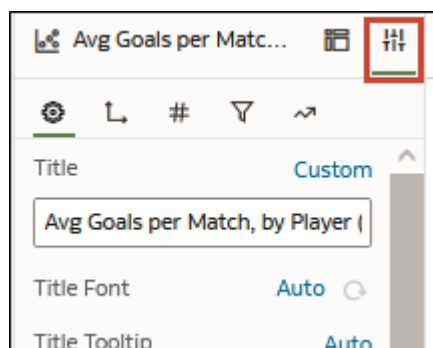 Avg Goals per Matc...
#
Title Custom
Avg Goals per Match, by Player (
Title Font Auto
Title Tooltip Auto